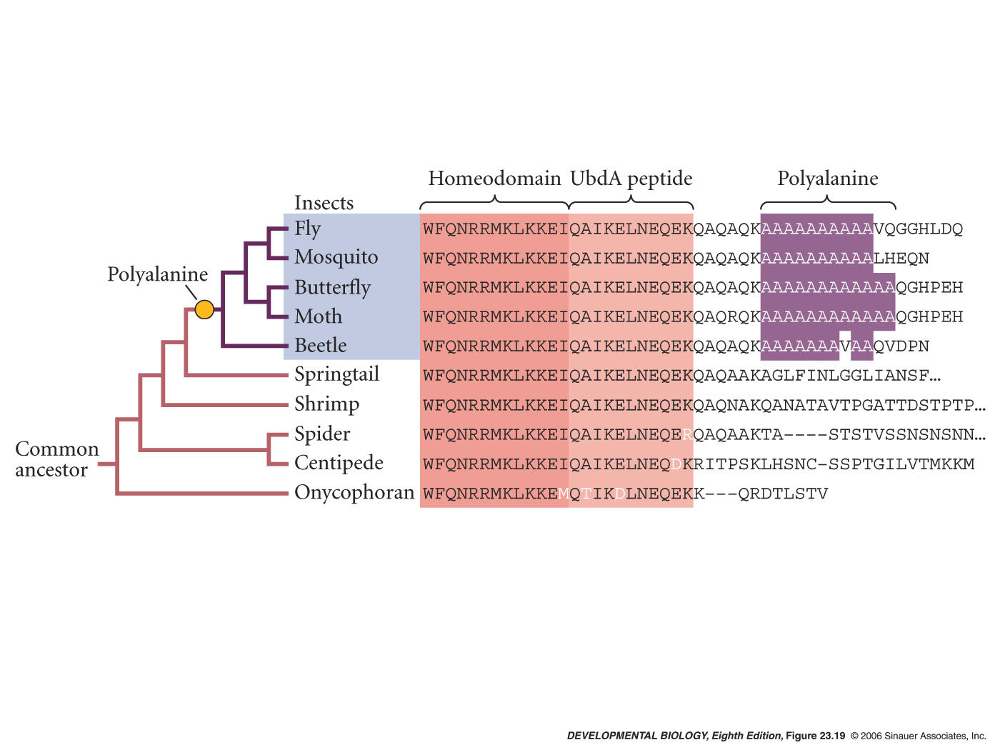 Homeodomain UbdA peptide Polyalanine
Insects
Fly WFQNRRMKLKKEIQAIKELNEQEKQAQAQKAAAAAAAAAAVQGGHLDQ
Mosquito WFQNRRMKLKKEIQAIKELNEQEKQAQAQKAAAAAAAAAALHEQN
Polyalanine
Butterfly WFQNRRMKLKKEIQAIKELNEQEKQAQAQKAAAAAAAAAAAAQGHPEH
Moth WFQNRRMKLKKEIQAIKELNEQEKQAQRQKAAAAAAAAAAAAQGHPEH
Beetle WFQNRRMKLKKEIQAIKELNEQEKQAQAQKAAAAAAAVAAQVDPN
Springtail WFQNRRMKLKKEIQAIKELNEQEKQAQAAKAGLFINLGGLIANSF...
Shrimp WFQNRRMKLKKEIQAIKELNEQEKQAQNAKQANATAVTPGATTDSTPTP...
Spider WFQNRRMKLKKEIQAIKELNEQERQAQAAKTA----STSTVSSNSNSNN...
Common
ancestor
Centipede WFQNRRMKLKKEIQAIKELNEQDKRITPSKLHSNC-SSPTGILVTMKKM
Onycophoran WFQNRRMKLKKEMQTIKDLNEQEKK---QRDTLSTV
DEVELOPMENTAL BIOLOGY, Eighth Edition, Figure 23.19 © 2006 Sinauer Associates, Inc.